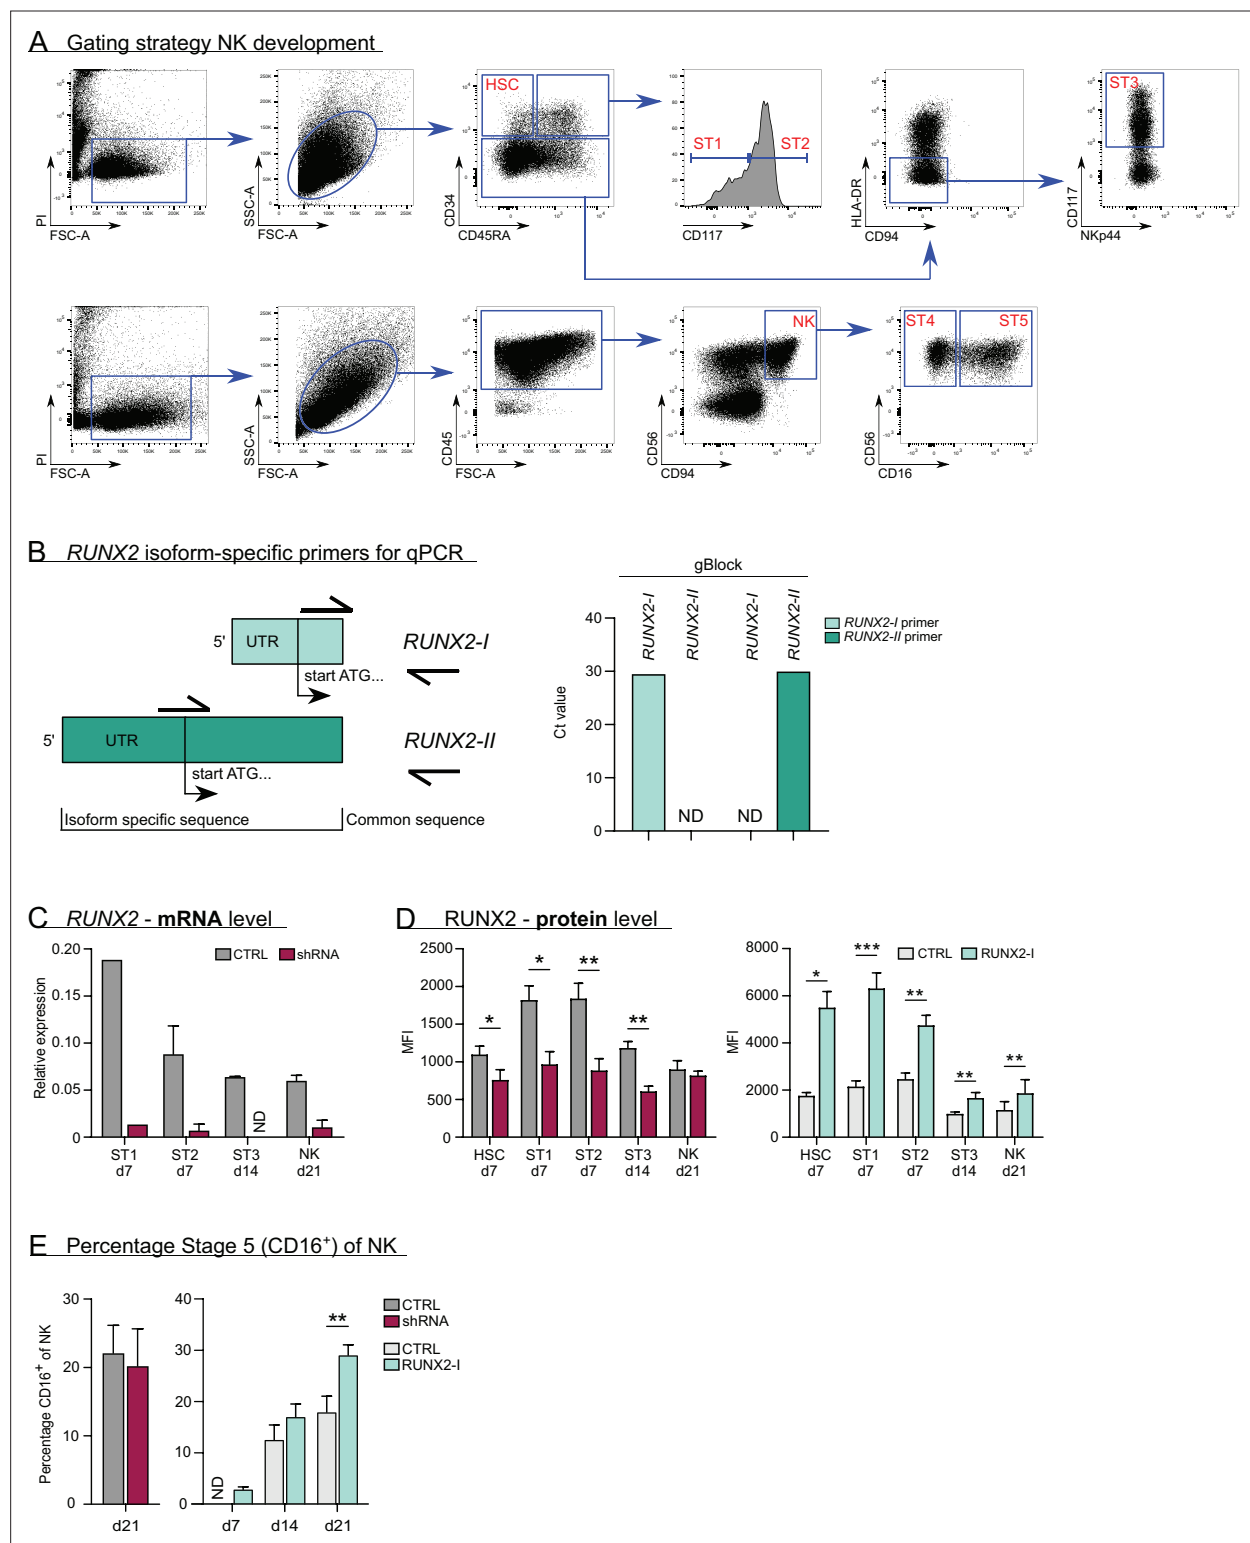 A Gating strategy NK development
PI
FSC-A
SSC-A
FSC-A
HSC
CD34
CD45RA
ST1 ST2
CD117
HLA-DR
CD94
ST3
CD117
NKp44
PI
FSC-A
SSC-A
FSC-A
CD45
FSC-A
NK
CD56
CD94
ST4 ST5
CD56
CD16
B RUNX2 isoform-specific primers for qPCR
5' UTR
start ATG...
RUNX2-I
5' UTR
start ATG...
RUNX2-II
Isoform specific sequence Common sequence
gBlock
RUNX2-I RUNX2-II RUNX2-I RUNX2-II
Ct value
40
30
20
10
0
ND ND
RUNX2-I primer
RUNX2-II primer
C RUNX2 - mRNA level
Relative expression
0.20
0.15
0.10
0.05
0
CTRL shRNA
ND
ST1 ST2 ST3 NK
d7 d7 d14 d21
D RUNX2 - protein level
MFI
2500
2000
1500
1000
500
0
* * ** **
HSC ST1 ST2 ST3 NK
d7 d7 d7 d14 d21
MFI
8000
6000
4000
2000
0
CTRL RUNX2-I
* *** ** ** **
HSC ST1 ST2 ST3 NK
d7 d7 d7 d14 d21
E Percentage Stage 5 (CD16+) of NK
Percentage CD16+ of NK
30
20
10
0
d21
40
30
20
10
0
ND
**
d7 d14 d21
CTRL
shRNA
CTRL
RUNX2-I